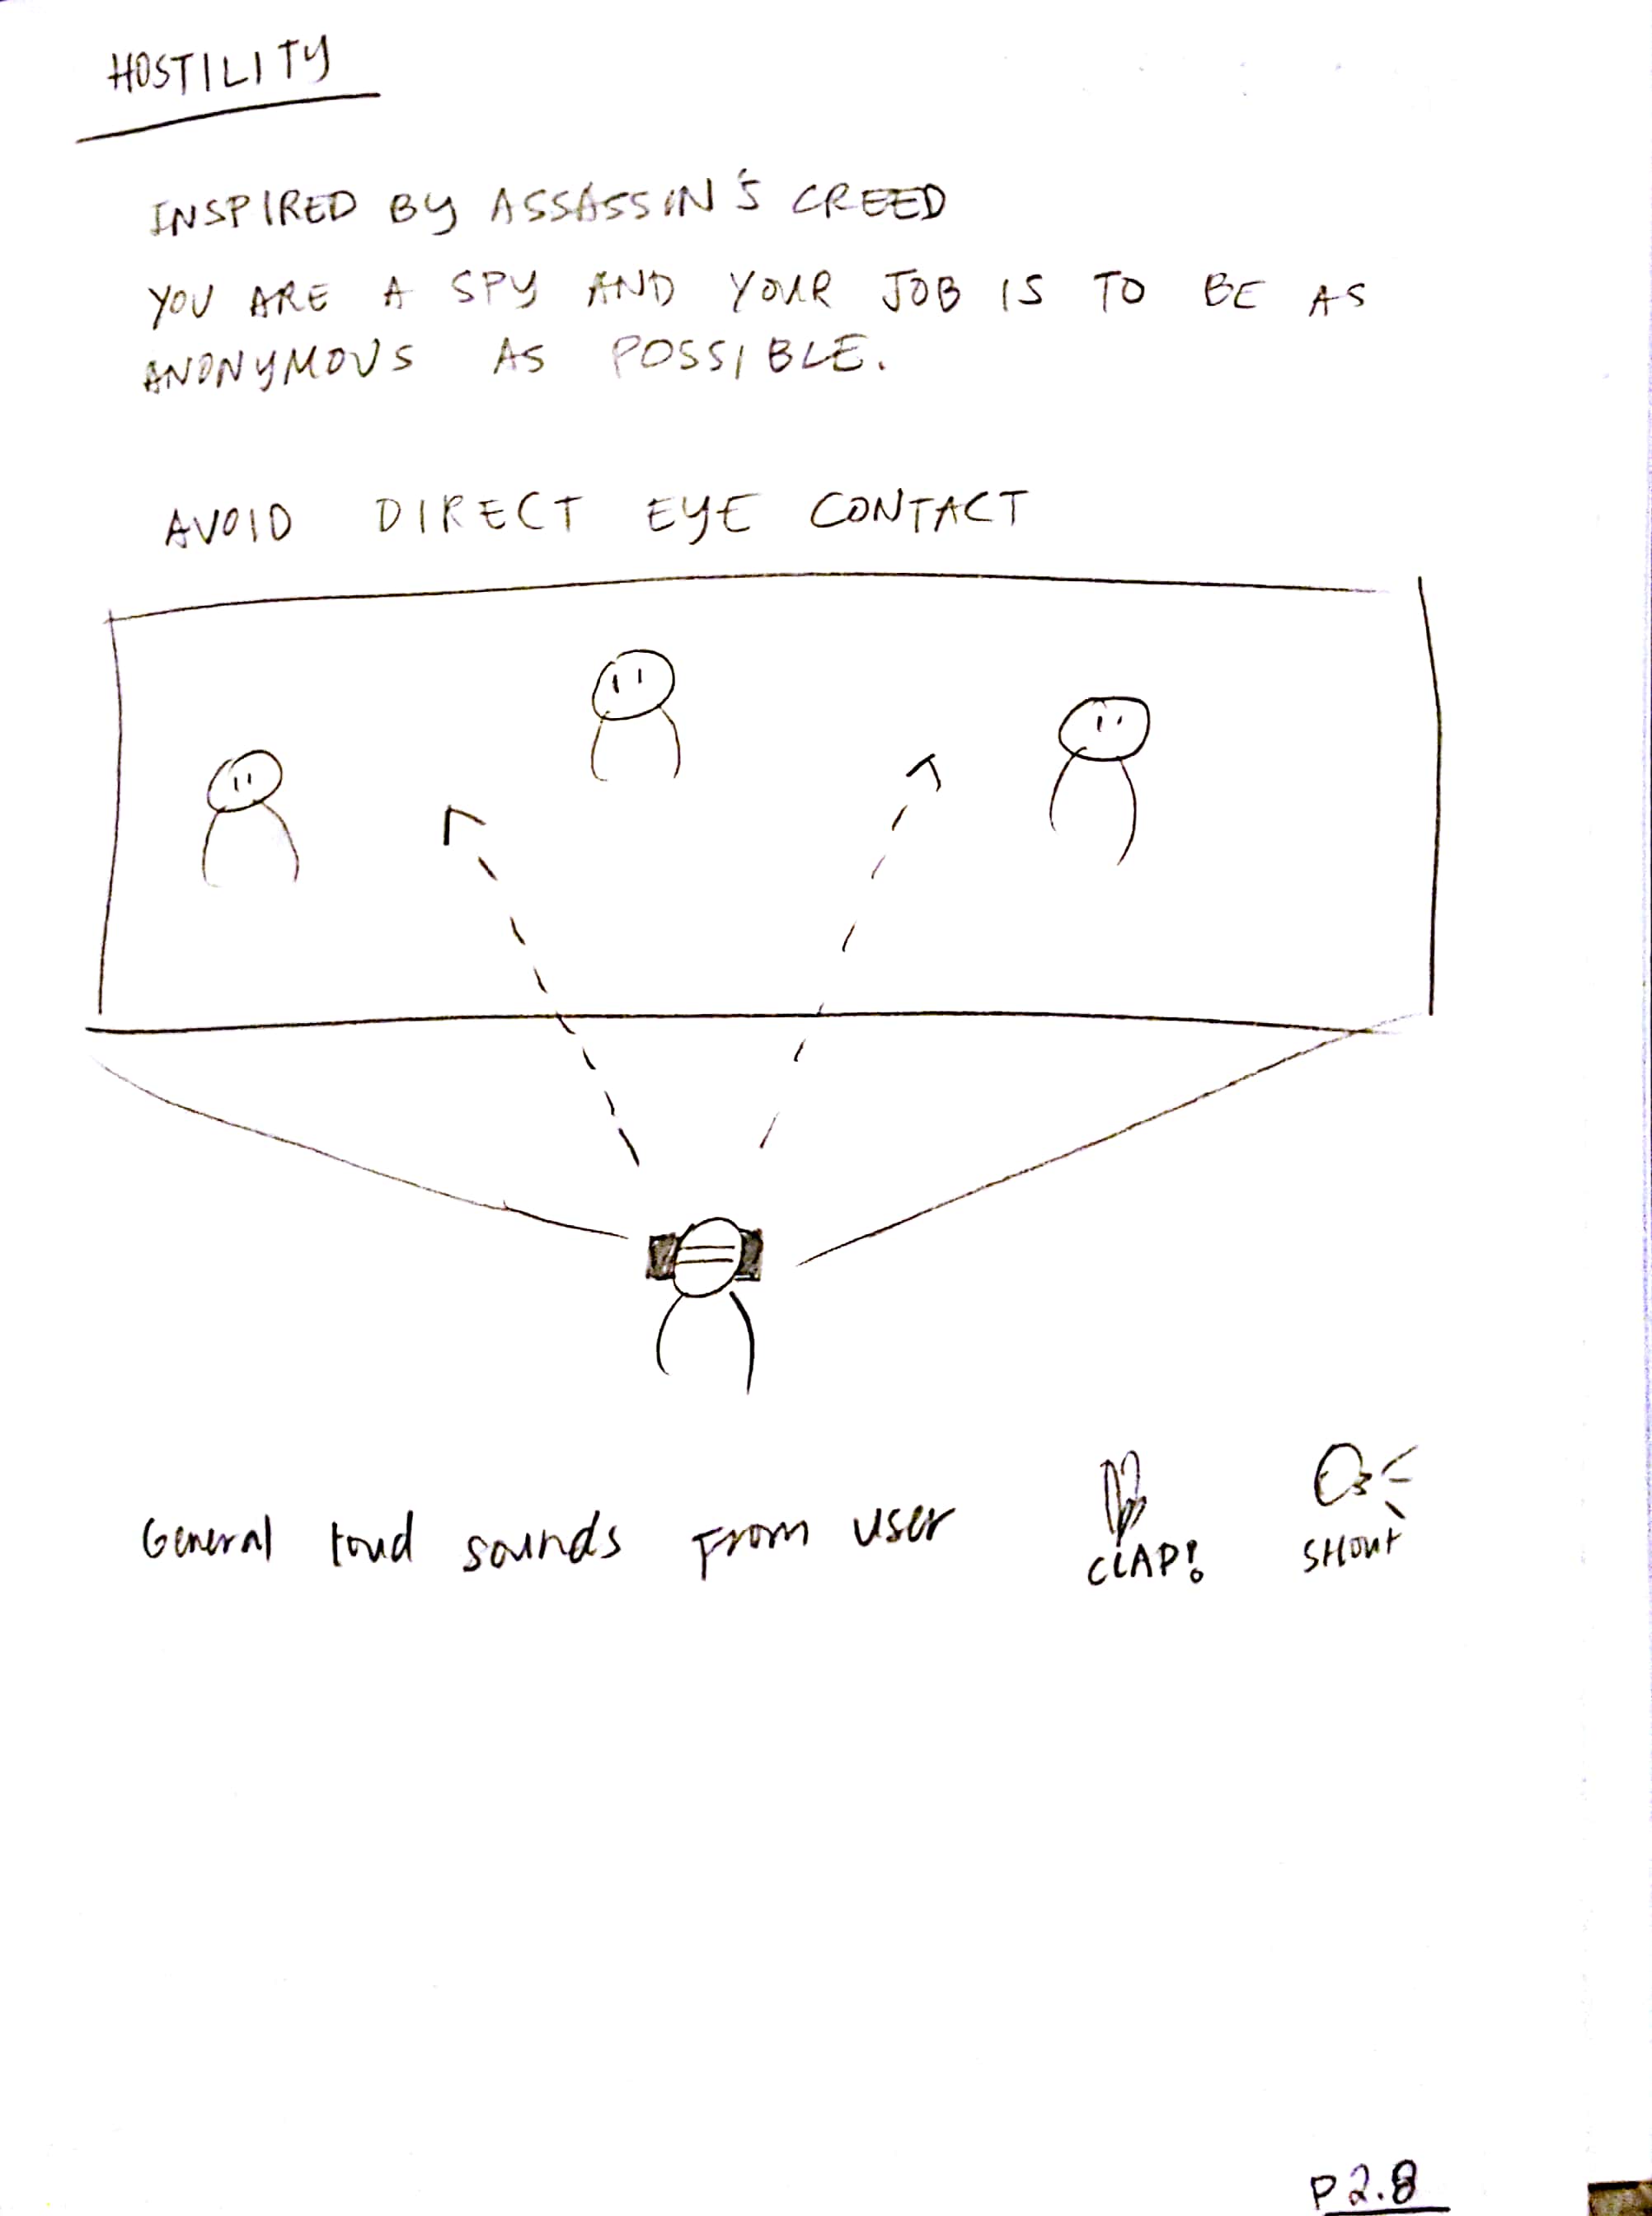 HOSTILITY
INSPIRED BY ASSASSIN'S CREED
YOU ARE A SPY AND YOUR JOB IS TO BE AS
ANONYMOUS AS POSSIBLE.
AVOID DIRECT EYE CONTACT
General loud sounds from user
CLAP!
SHOUT
P 2.8